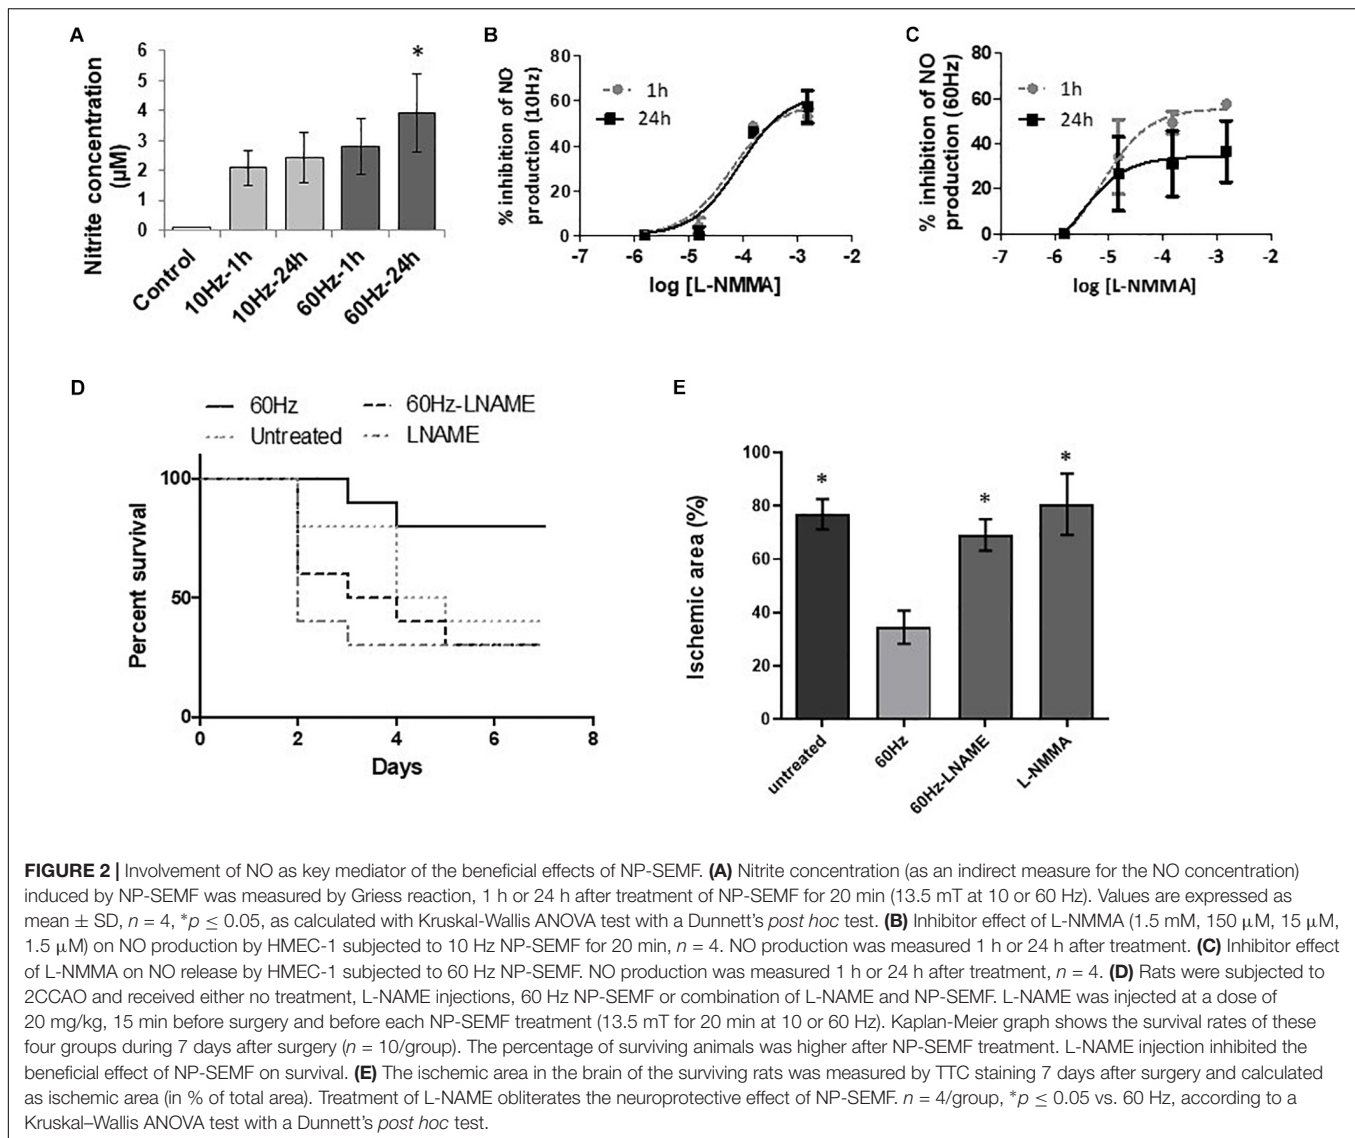 A
Nitrite concentration
(µM)
6
5
4
3
2
1
0
*
Control
10Hz-1h
10Hz-24h
60Hz-1h
60Hz-24h
B
% inhibition of NO
production (10Hz)
80
60
40
20
0
1h
24h
-7 -6 -5 -4 -3 -2
log [L-NMMA]
C
% inhibition of NO
production (60Hz)
80
60
40
20
0
1h
24h
-7 -6 -5 -4 -3 -2
log [L-NMMA]
D
60Hz 60Hz-LNAME
Untreated LNAME
Percent survival
100
50
0
0 2 4 6 8
Days
E
Ischemic area (%)
100
80
60
40
20
0
* * *
untreated
60Hz
60Hz-LNAME
L-NMMA
FIGURE 2 | Involvement of NO as key mediator of the beneficial effects of NP-SEMF. (A) Nitrite concentration (as an indirect measure for the NO concentration)
induced by NP-SEMF was measured by Griess reaction, 1 h or 24 h after treatment of NP-SEMF for 20 min (13.5 mT at 10 or 60 Hz). Values are expressed as
mean ± SD, n = 4, *p ≤ 0.05, as calculated with Kruskal-Wallis ANOVA test with a Dunnett's post hoc test. (B) Inhibitor effect of L-NMMA (1.5 mM, 150 µM, 15 µM,
1.5 µM) on NO production by HMEC-1 subjected to 10 Hz NP-SEMF for 20 min, n = 4. NO production was measured 1 h or 24 h after treatment. (C) Inhibitor effect
of L-NMMA on NO release by HMEC-1 subjected to 60 Hz NP-SEMF. NO production was measured 1 h or 24 h after treatment, n = 4. (D) Rats were subjected to
2CCAO and received either no treatment, L-NAME injections, 60 Hz NP-SEMF or combination of L-NAME and NP-SEMF. L-NAME was injected at a dose of
20 mg/kg, 15 min before surgery and before each NP-SEMF treatment (13.5 mT for 20 min at 10 or 60 Hz). Kaplan-Meier graph shows the survival rates of these
four groups during 7 days after surgery (n = 10/group). The percentage of surviving animals was higher after NP-SEMF treatment. L-NAME injection inhibited the
beneficial effect of NP-SEMF on survival. (E) The ischemic area in the brain of the surviving rats was measured by TTC staining 7 days after surgery and calculated
as ischemic area (in % of total area). Treatment of L-NAME obliterates the neuroprotective effect of NP-SEMF. n = 4/group, *p ≤ 0.05 vs. 60 Hz, according to a
Kruskal–Wallis ANOVA test with a Dunnett's post hoc test.